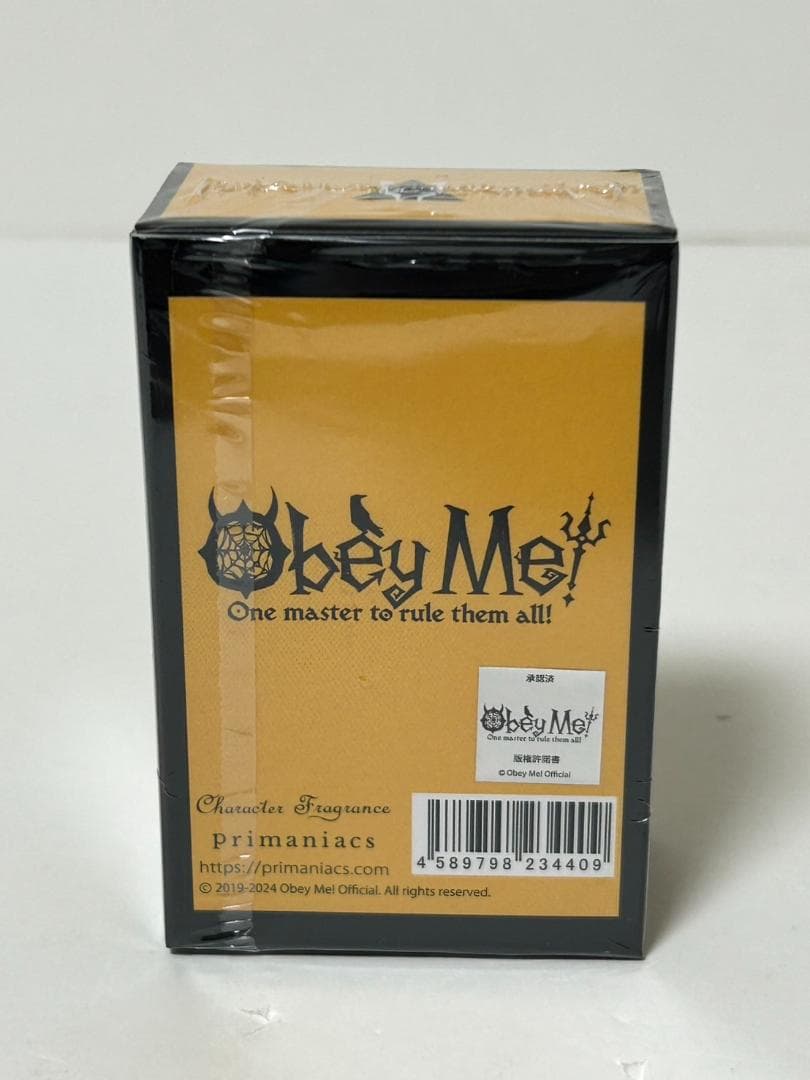 Obey Me!
One master to rule them all!
承認済
Obey Me!
One master to rule them all!
版権許諾書
© Obey Me! Official
Character Fragrance
primaniacs
https://primaniacs.com
4 589798 234409
© 2019-2024 Obey Me! Official. All rights reserved.